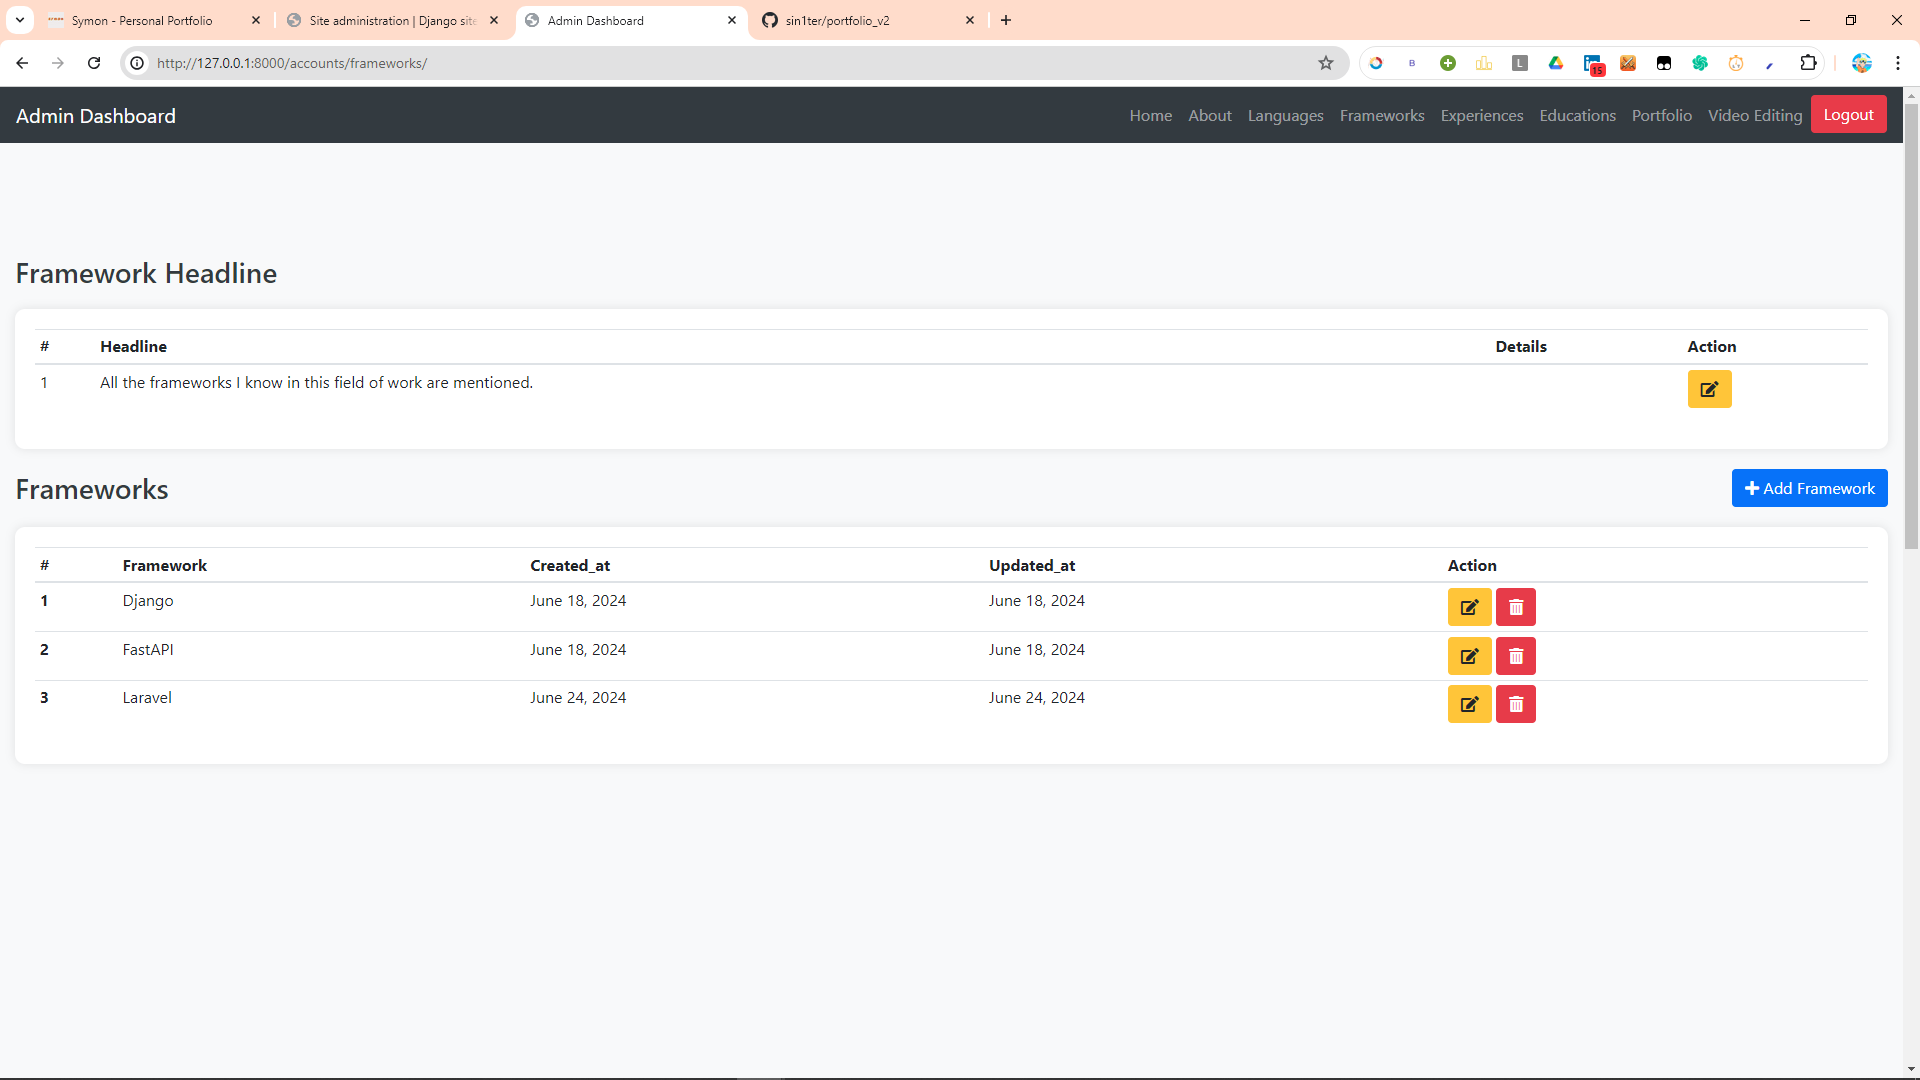 Symon - Personal Portfolio
Site administration | Django site
Admin Dashboard
sin1ter/portfolio_v2
http://127.0.0.1:8000/accounts/frameworks/
B
L
15
Admin Dashboard
Home About Languages Frameworks Experiences Educations Portfolio Video Editing Logout
Framework Headline
# Headline Details Action
1 All the frameworks I know in this field of work are mentioned.
Frameworks
Add Framework
# Framework Created_at Updated_at Action
1 Django June 18, 2024 June 18, 2024
2 FastAPI June 18, 2024 June 18, 2024
3 Laravel June 24, 2024 June 24, 2024